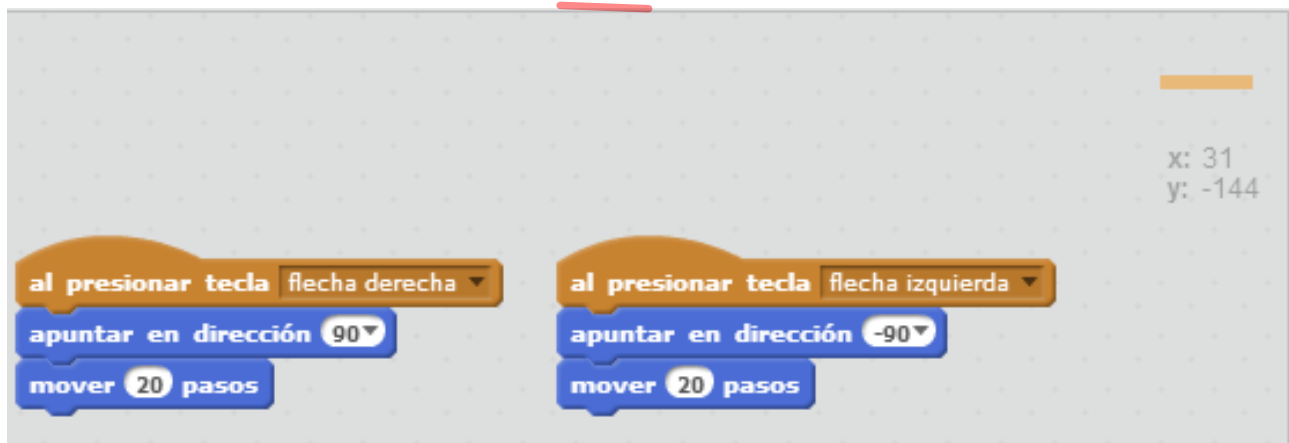 x: 31
y: -144
al presionar tecla flecha derecha
apuntar en dirección 90
mover 20 pasos
al presionar tecla flecha izquierda
apuntar en dirección -90
mover 20 pasos